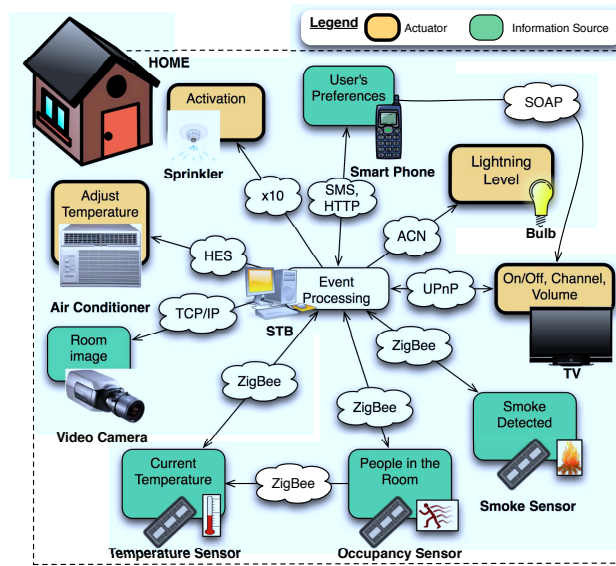 Legend
Actuator
Information Source
HOME
Activation
Sprinkler
User's
Preferences
Smart Phone
SOAP
Lightning
Level
Bulb
x10
SMS,
HTTP
ACN
Adjust
Temperature
Air Conditioner
HES
Event
Processing
STB
UPnP
On/Off, Channel,
Volume
TV
TCP/IP
Room
image
Video Camera
ZigBee
ZigBee
ZigBee
Smoke
Detected
Smoke Sensor
Current
Temperature
Temperature Sensor
ZigBee
People in the
Room
Occupancy Sensor